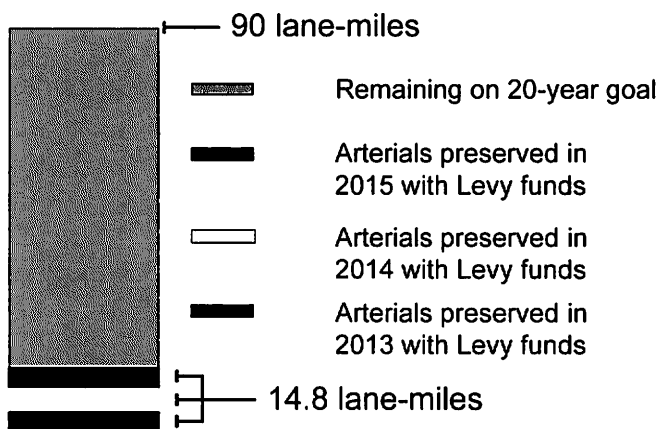 90 lane-miles
Remaining on 20-year goal
Arterials preserved in
2015 with Levy funds
Arterials preserved in
2014 with Levy funds
Arterials preserved in
2013 with Levy funds
14.8 lane-miles